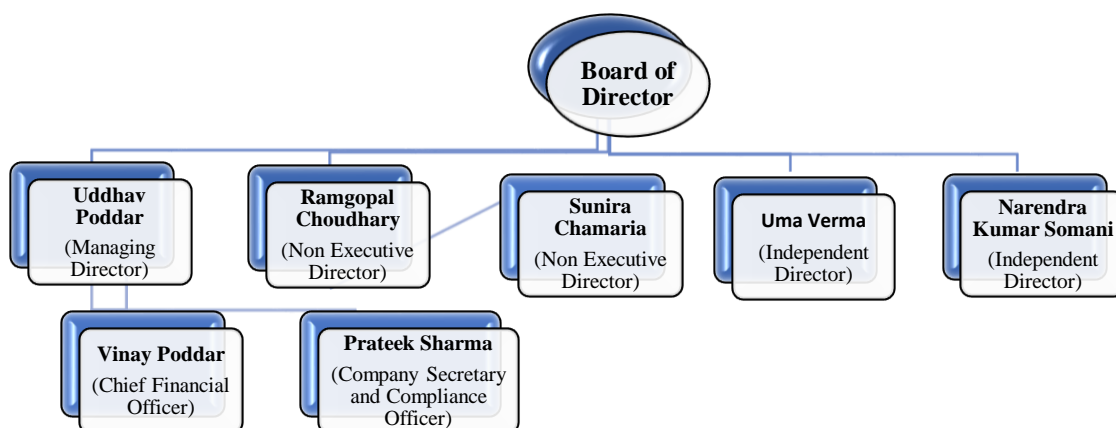 Board of
Director
Uddhav
Poddar
(Managing
Director)
Ramgopal
Choudhary
(Non Executive
Director)
Sunira
Chamaria
(Non Executive
Director)
Uma Verma
(Independent
Director)
Narendra
Kumar Somani
(Independent
Director)
Vinay Poddar
(Chief Financial
Officer)
Prateek Sharma
(Company Secretary
and Compliance
Officer)